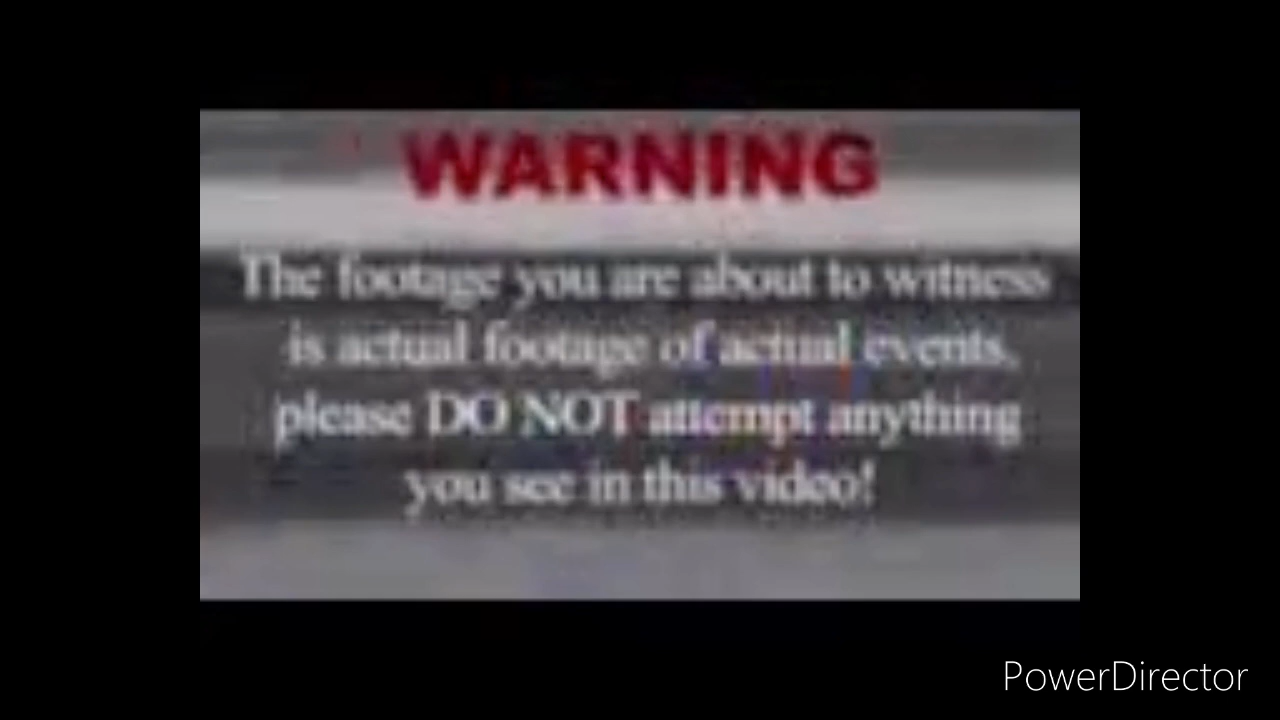 WARNING
The footage you are about to witness
is actual footage of actual events,
please DO NOT attempt anything
you see in this video!
PowerDirector